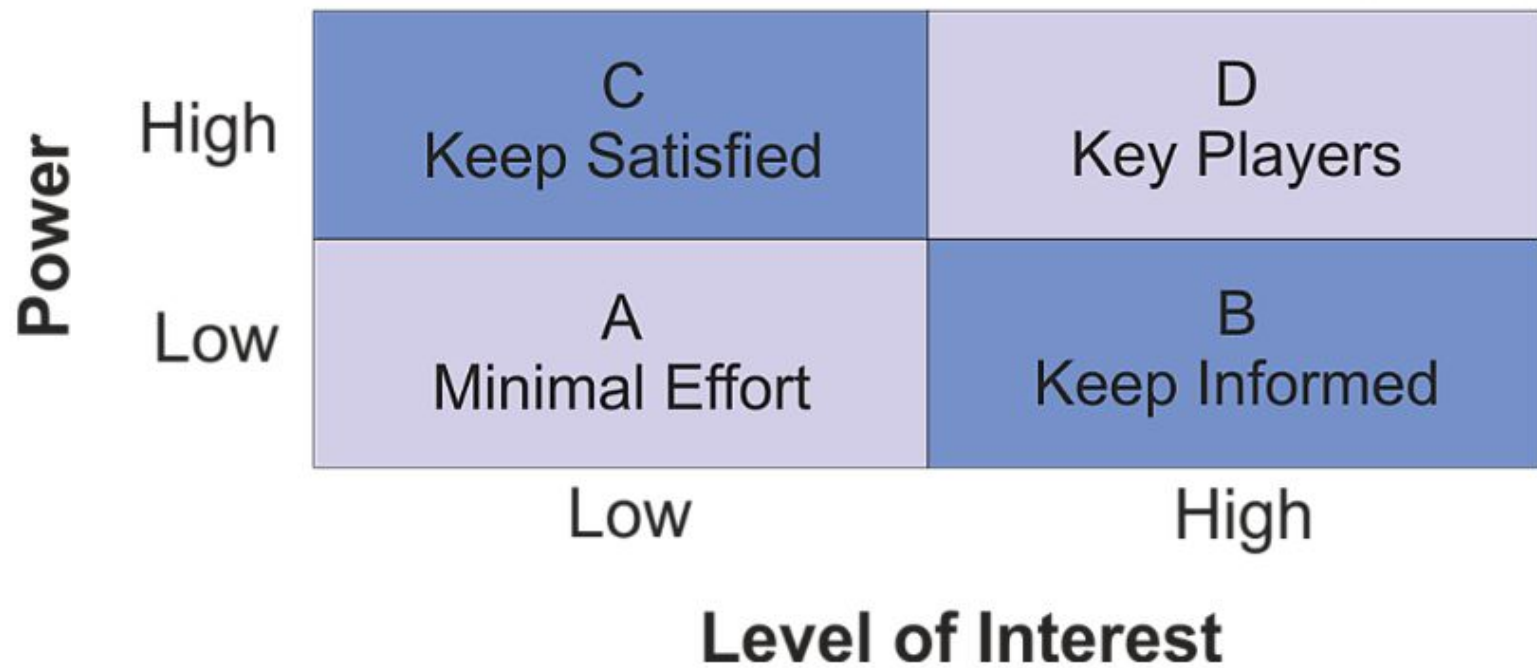 Power
High
C
Keep Satisfied
D
Key Players
Low
A
Minimal Effort
B
Keep Informed
Low
High
Level of Interest